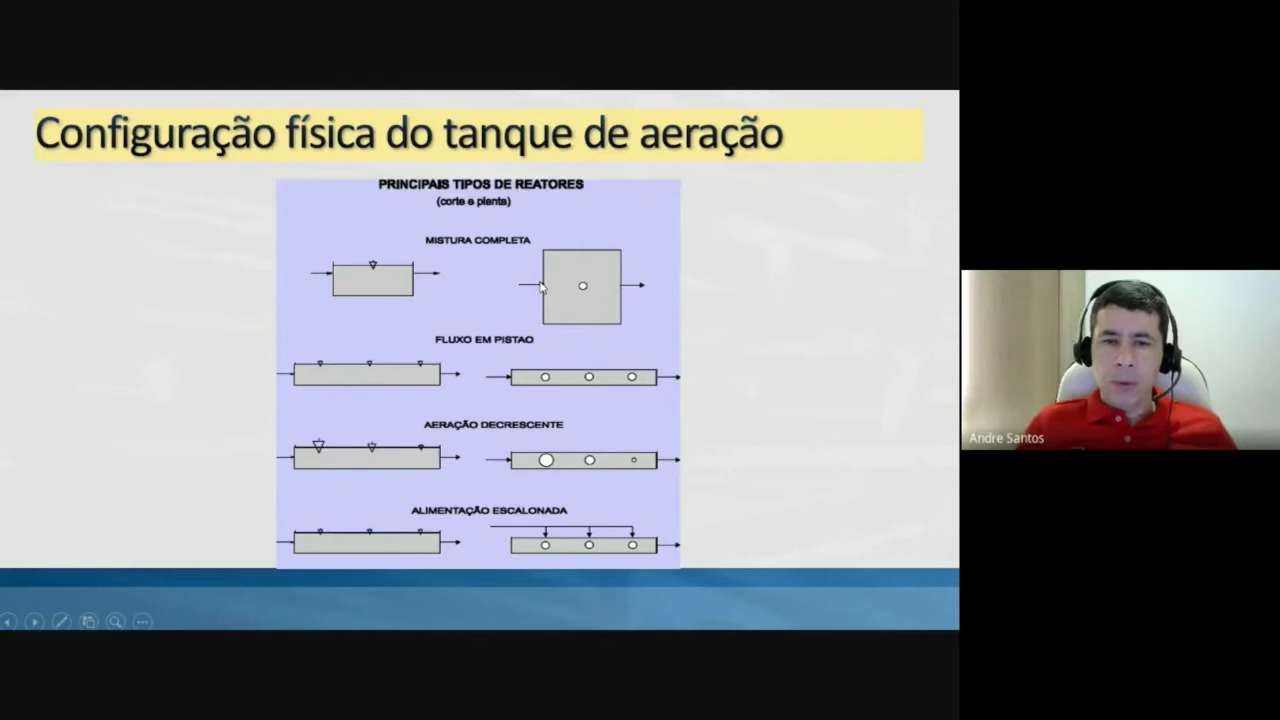 Configuração física do tanque de aeração
PRINCIPAIS TIPOS DE REATORES
(corte e planta)
MISTURA COMPLETA
FLUXO EM PISTAO
AERAÇÃO DECRESCENTE
ALIMENTAÇÃO ESCALONADA
Andre Santos